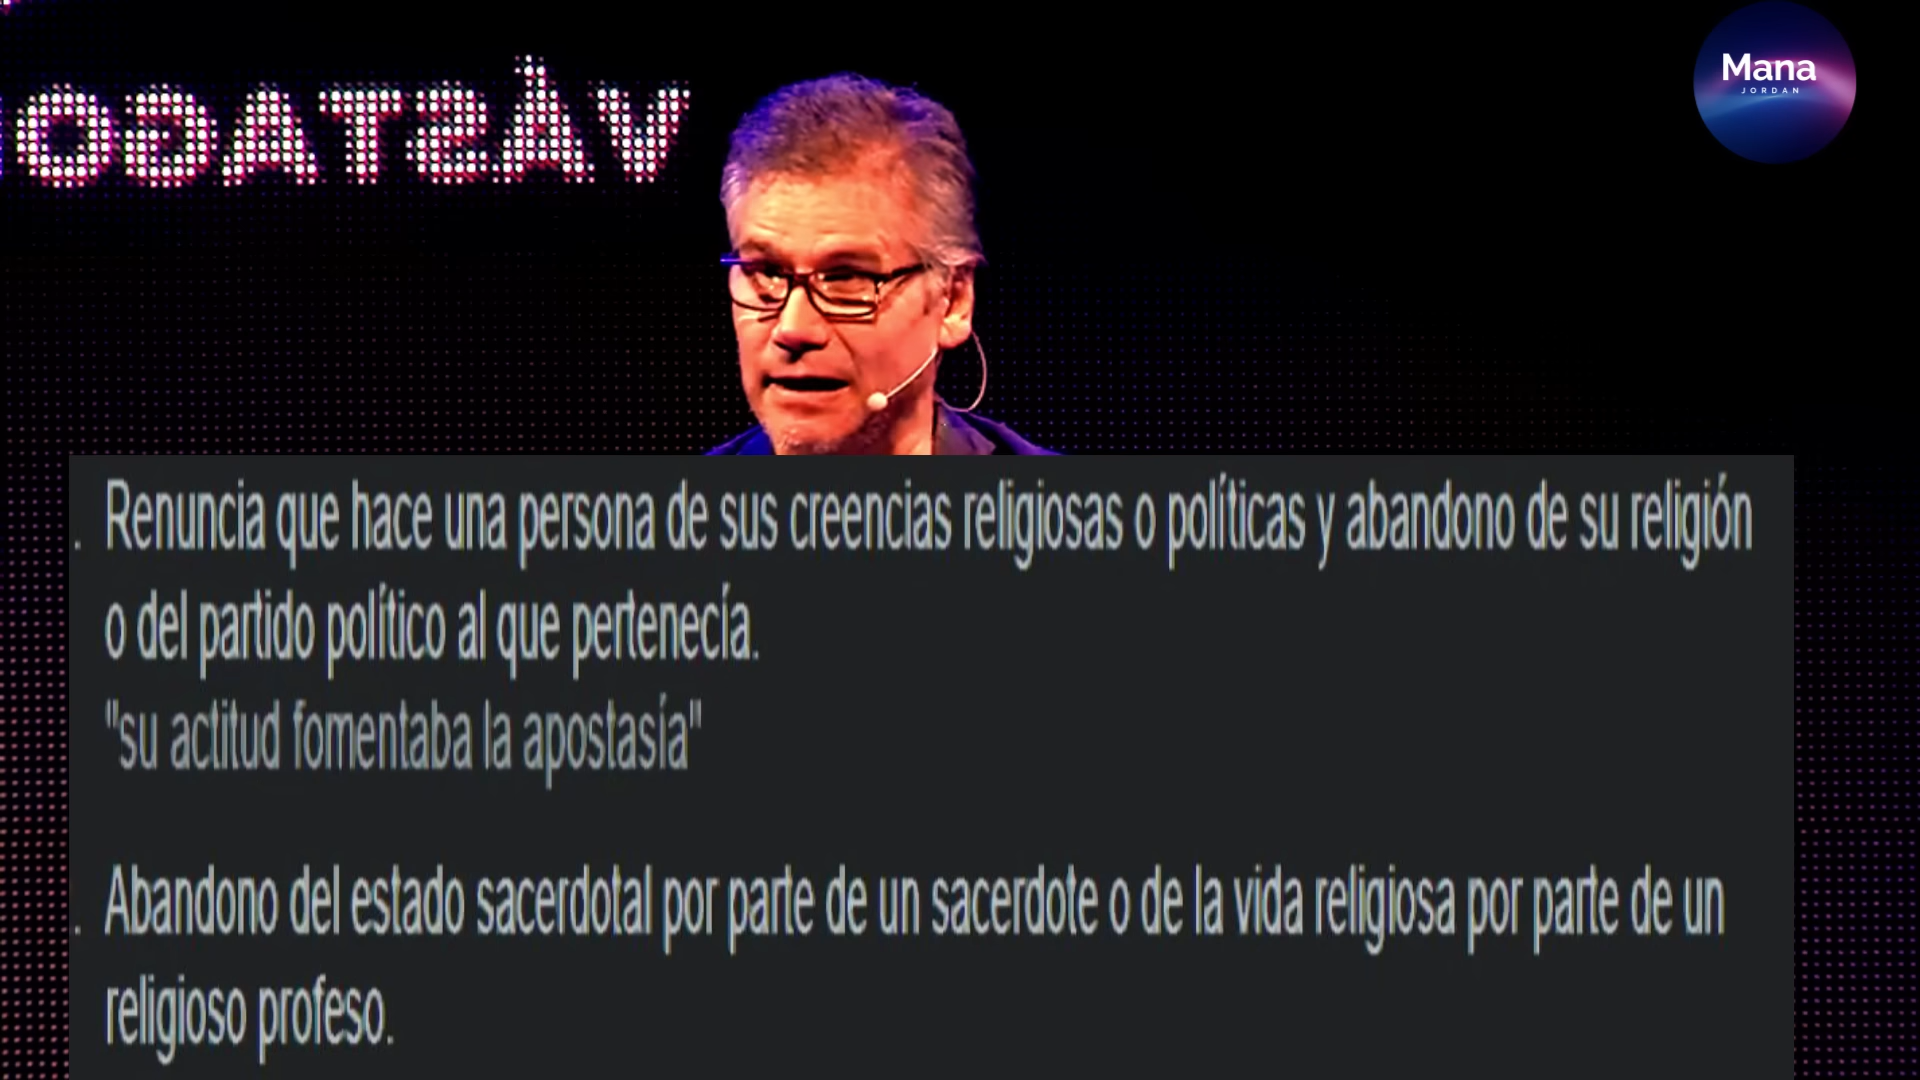 VÀSTAGO
Mana
JORDAN
. Renuncia que hace una persona de sus creencias religiosas o políticas y abandono de su religión
o del partido político al que pertenecía.
"su actitud fomentaba la apostasía"
. Abandono del estado sacerdotal por parte de un sacerdote o de la vida religiosa por parte de un
religioso profeso.